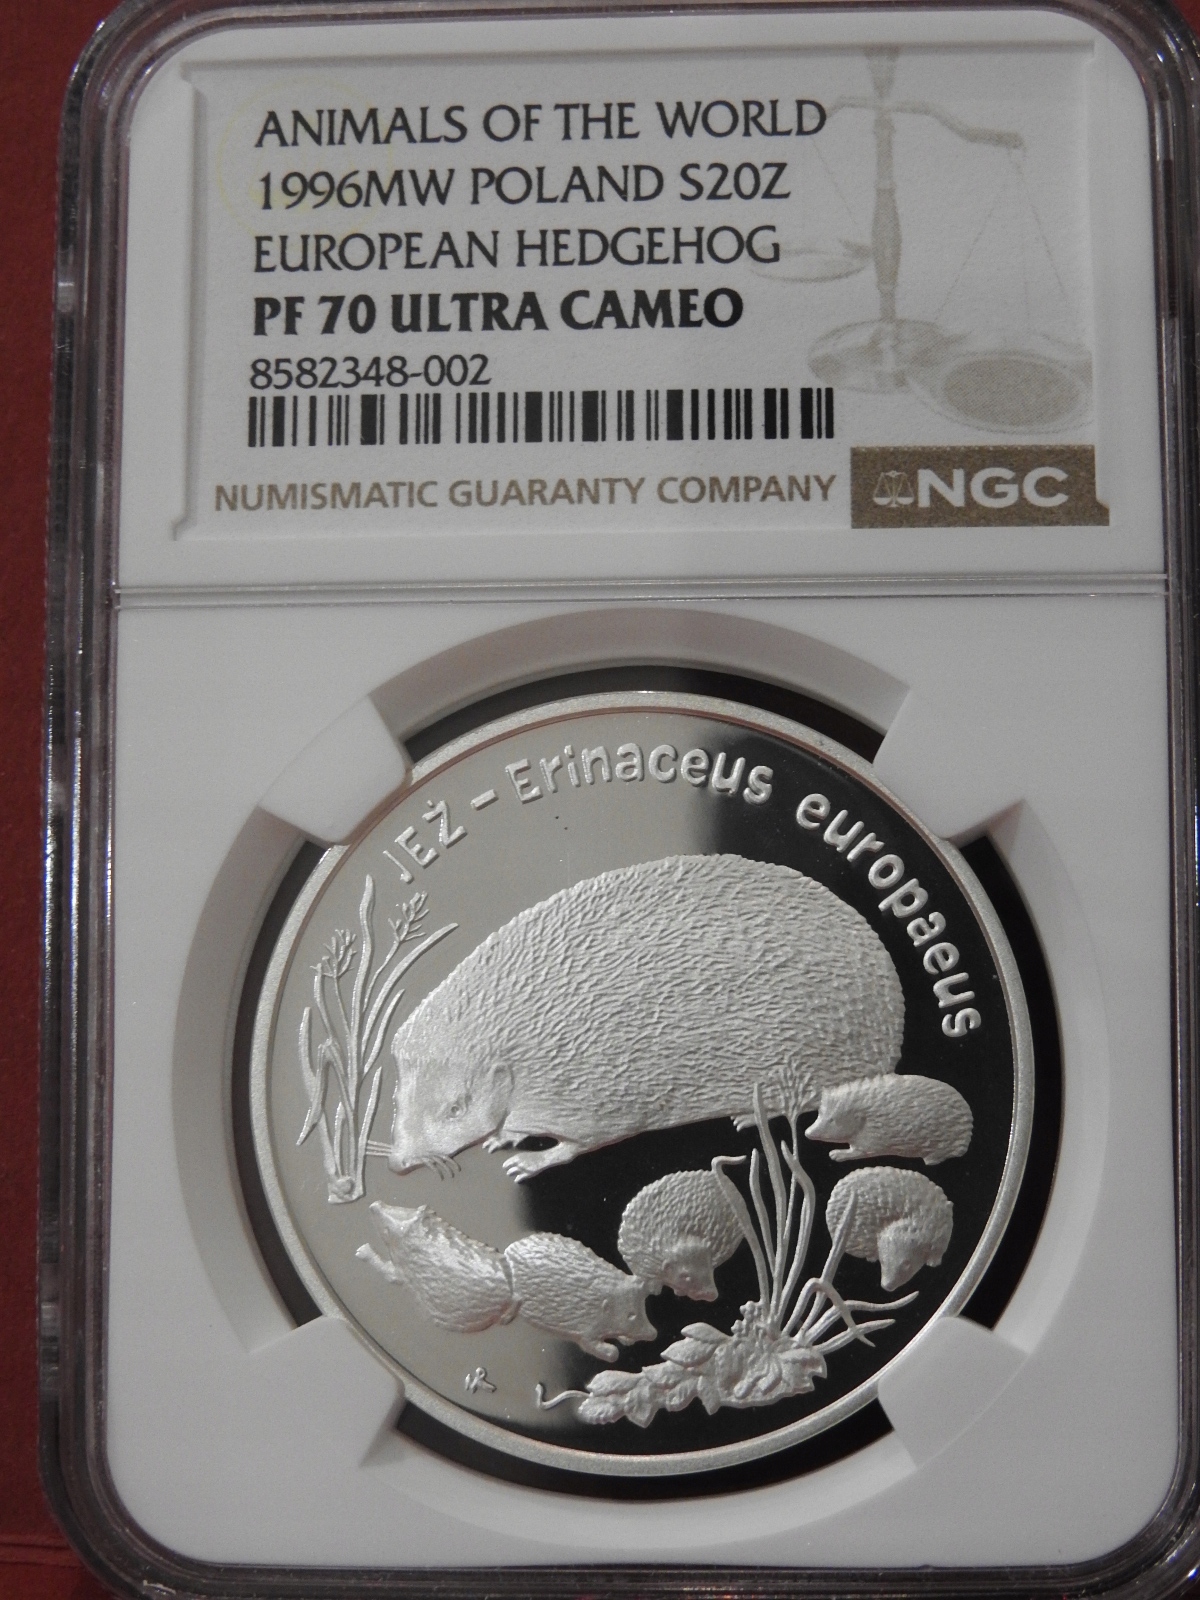 ANIMALS OF THE WORLD
1996MW POLAND S20Z
EUROPEAN HEDGEHOG
PF 70 ULTRA CAMEO
8582348-002
NUMISMATIC GUARANTY COMPANY
NGC
JEŻ - Erinaceus europaeus